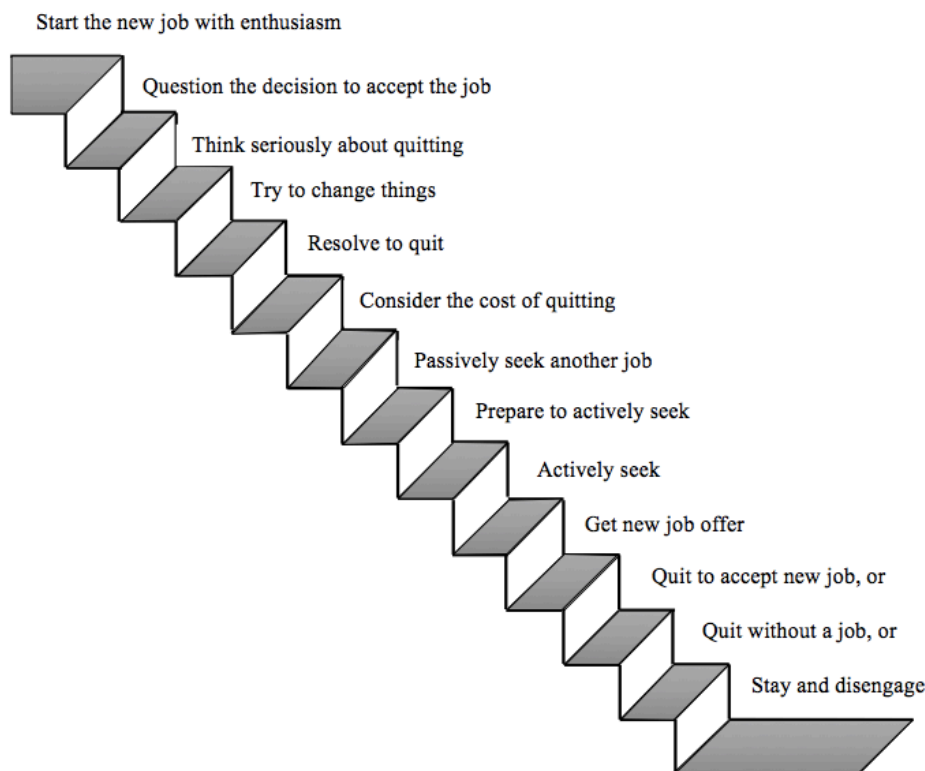 Start the new job with enthusiasm
Question the decision to accept the job
Think seriously about quitting
Try to change things
Resolve to quit
Consider the cost of quitting
Passively seek another job
Prepare to actively seek
Actively seek
Get new job offer
Quit to accept new job, or
Quit without a job, or
Stay and disengage